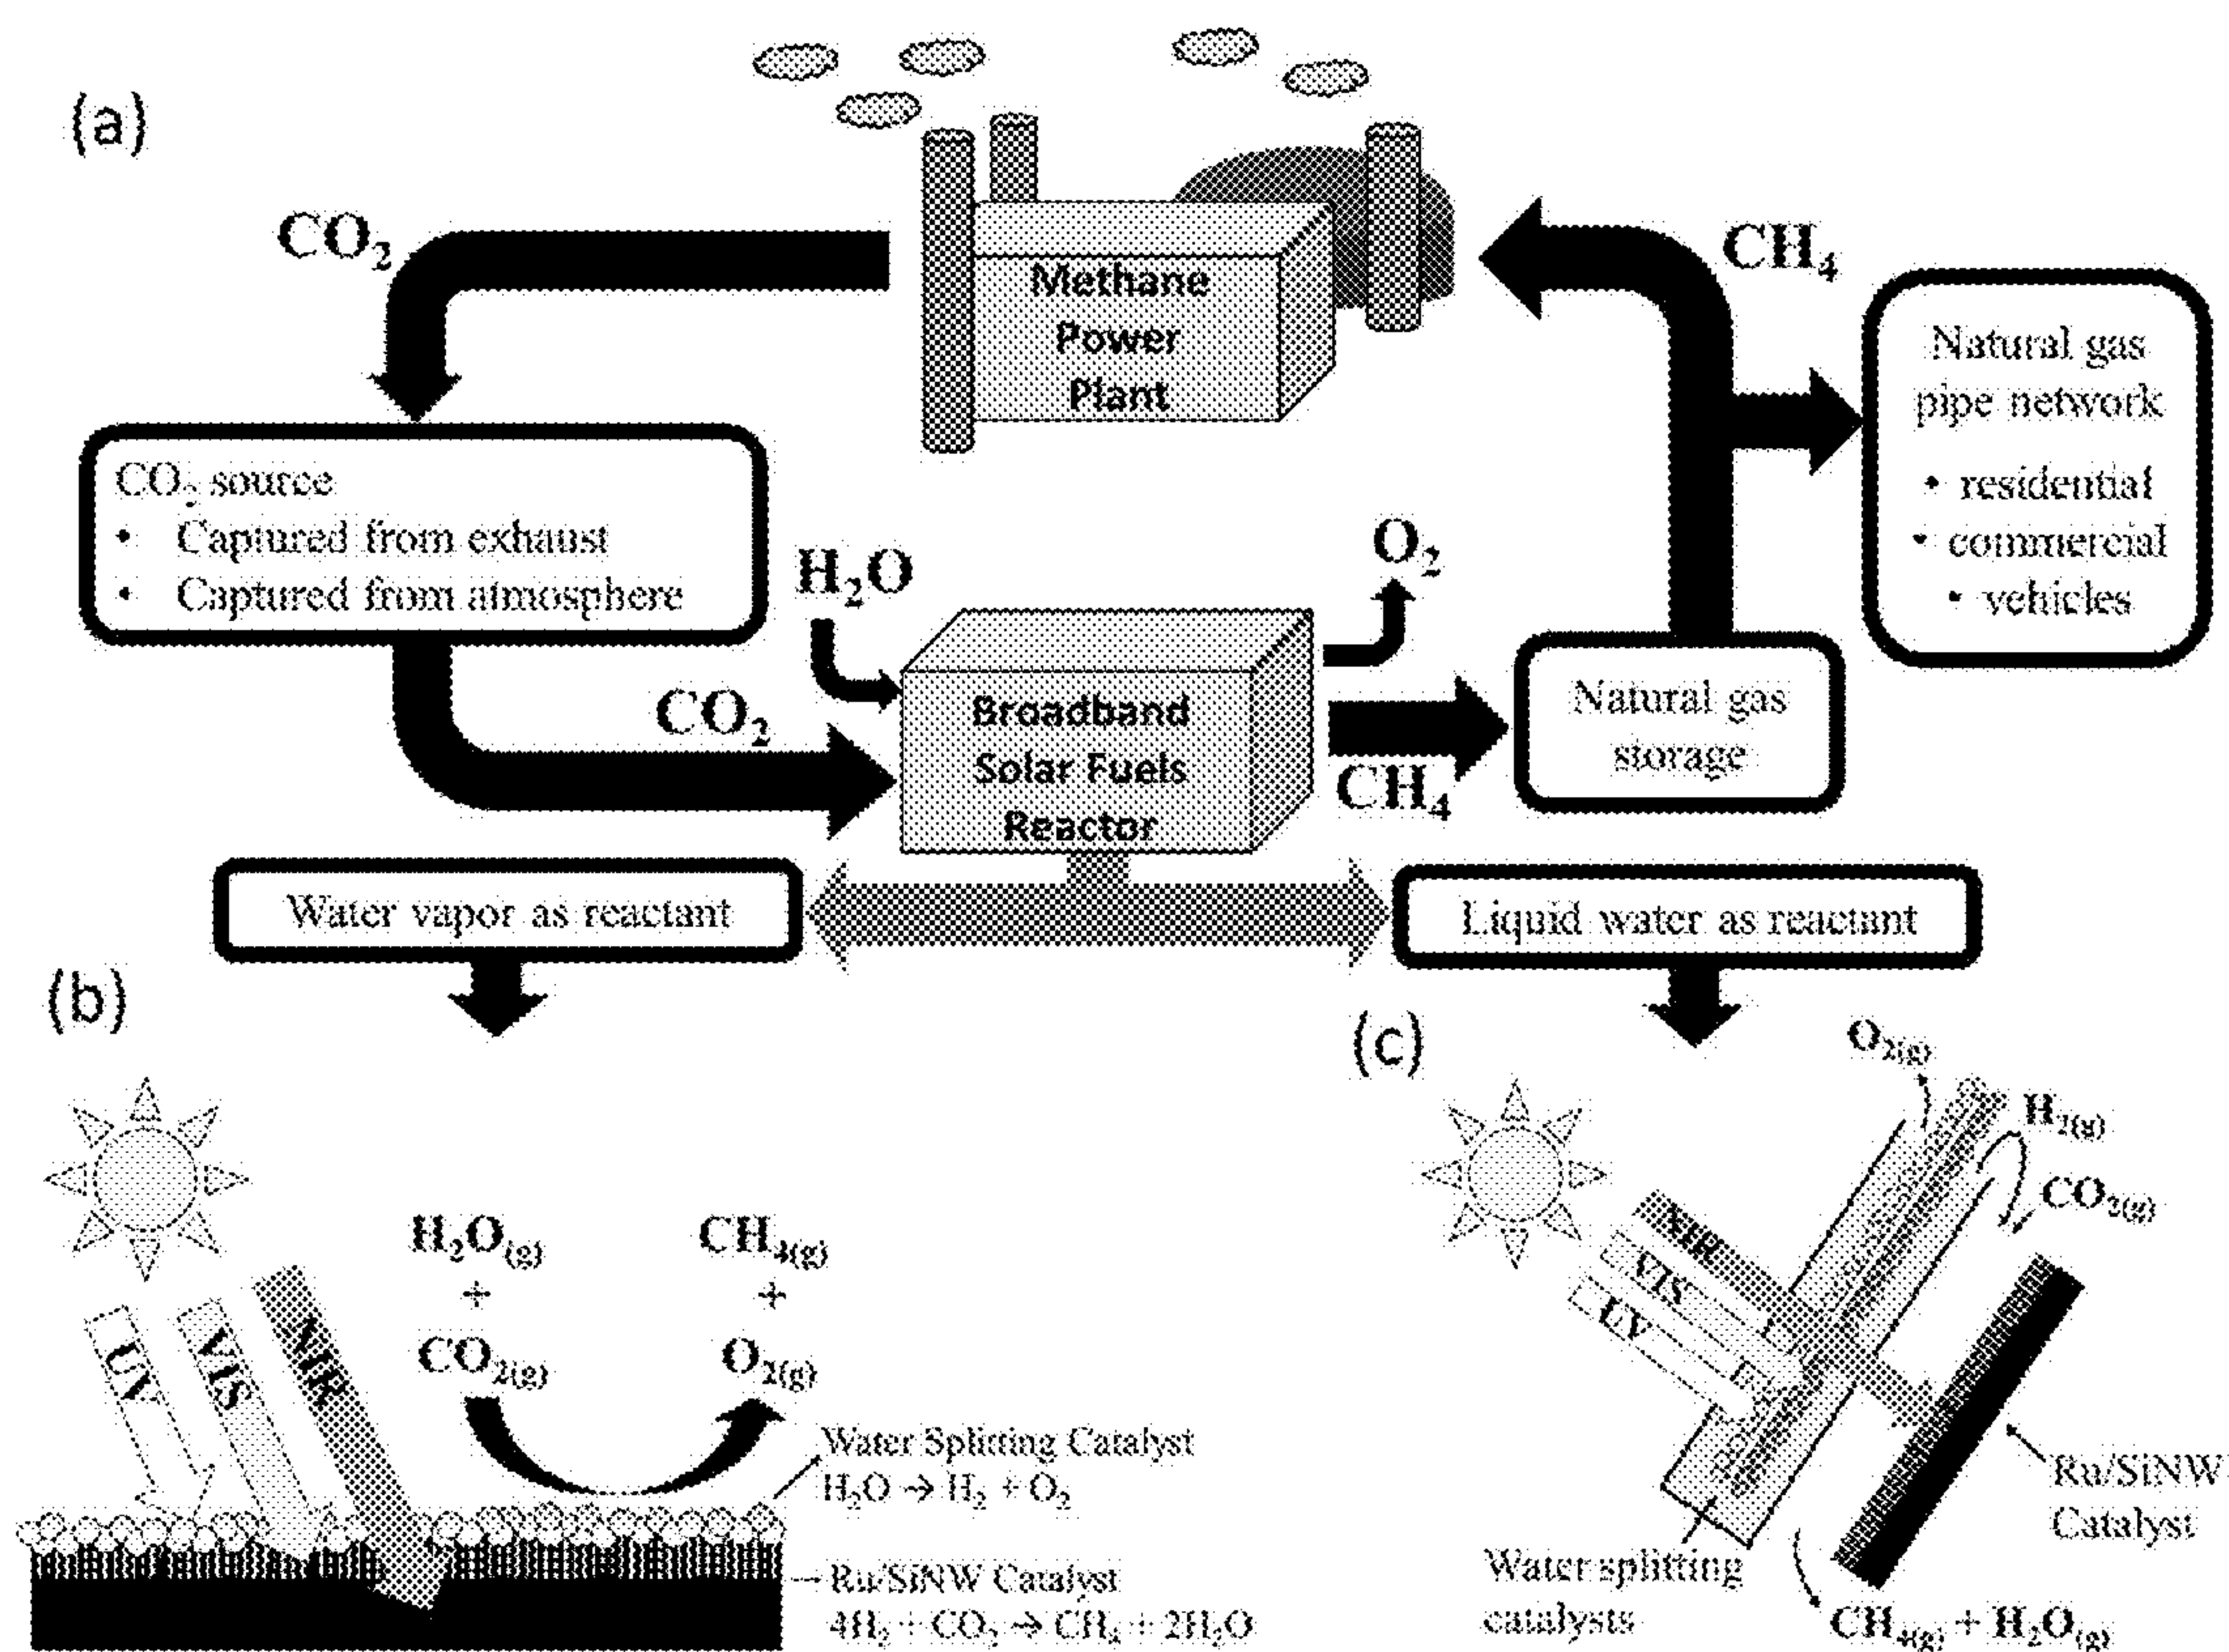 (a)
CO₂
CH₄
Methane
Power
Plant
Natural gas
pipe network
• residential
• commercial
• vehicles
CO₂ source
• Captured from exhaust
• Captured from atmosphere
H₂O
O₂
CO₂
Broadband
Solar Fuels
Reactor
CH₄
Natural gas
storage
Water vapor as reactant
Liquid water as reactant
(b)
UV
VIS
NIR
H₂O(g)
+
CO₂(g)
CH₄(g)
+
O₂(g)
Water Splitting Catalyst
H₂O → H₂ + O₂
Ru/SiNW Catalyst
4H₂ + CO₂ → CH₄ + 2H₂O
(c)
O₂(g)
H₂(g)
CO₂(g)
NIR
VIS
UV
Ru/SiNW
Catalyst
Water splitting
catalysts
CH₄(g) + H₂O(g)